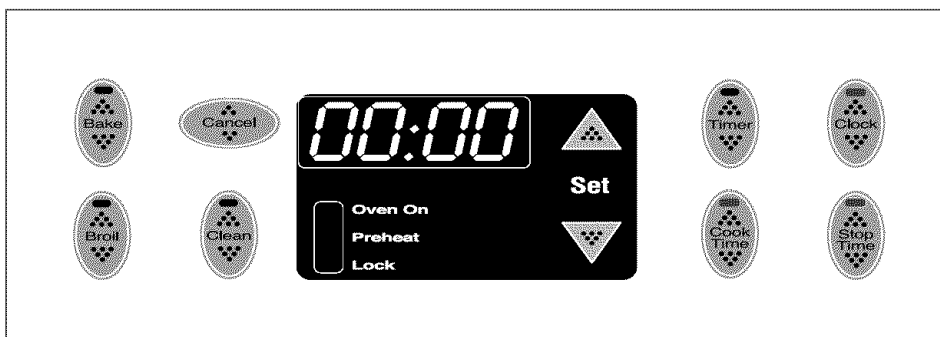 Bake
Cancel
00:00
Timer
Clock
Set
Broil
Clean
Oven On
Preheat
Lock
Cook
Time
Stop
Time